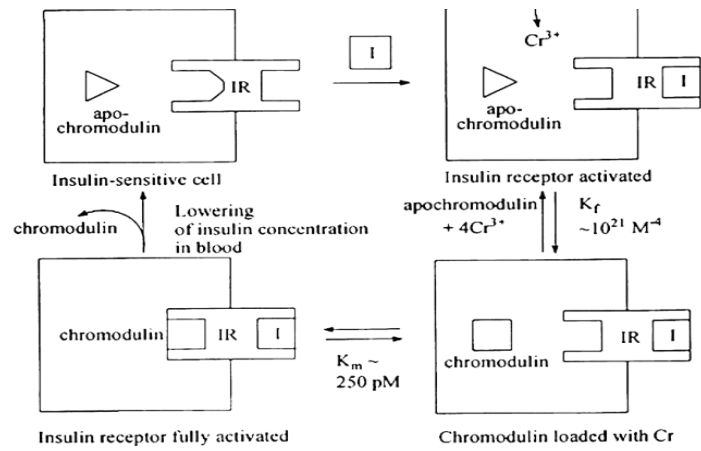 Cr³⁺
I
IR
apo-
chromodulin
IR
I
apo-
chromodulin
Insulin-sensitive cell
Insulin receptor activated
chromodulin
Lowering
of insulin concentration
in blood
apochromodulin
+ 4Cr³⁺
K_f
~10²¹ M⁻⁴
chromodulin
IR
I
K_m ~
250 pM
chromodulin
IR
I
Insulin receptor fully activated
Chromodulin loaded with Cr